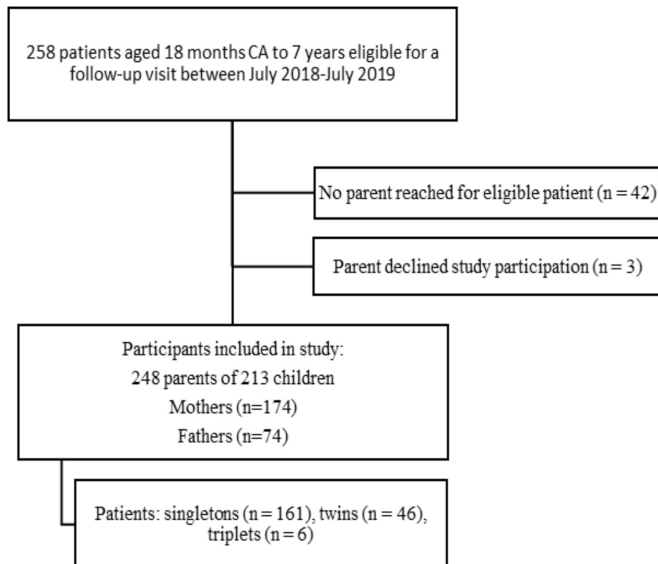 258 patients aged 18 months CA to 7 years eligible for a
follow-up visit between July 2018-July 2019
No parent reached for eligible patient (n = 42)
Parent declined study participation (n = 3)
Participants included in study:
248 parents of 213 children
Mothers (n=174)
Fathers (n=74)
Patients: singletons (n = 161), twins (n = 46),
triplets (n = 6)